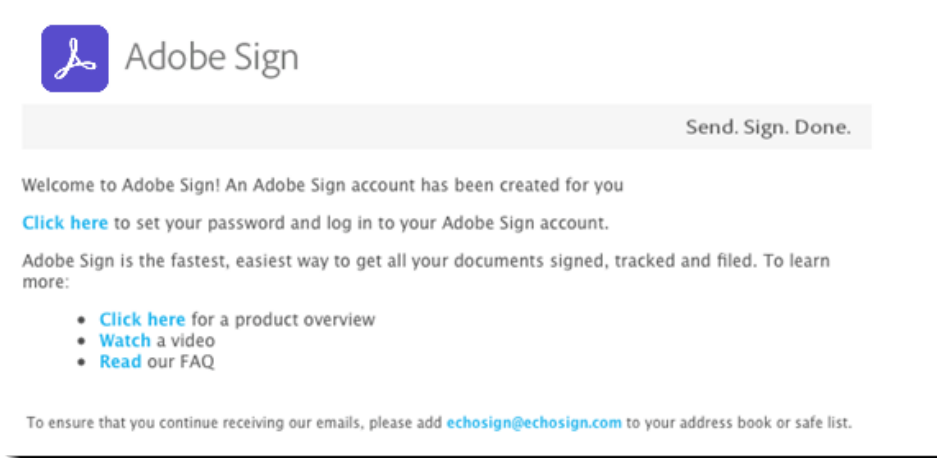 Adobe Sign
Send. Sign. Done.
Welcome to Adobe Sign! An Adobe Sign account has been created for you
Click here to set your password and log in to your Adobe Sign account.
Adobe Sign is the fastest, easiest way to get all your documents signed, tracked and filed. To learn
more:
• Click here for a product overview
• Watch a video
• Read our FAQ
To ensure that you continue receiving our emails, please add echosign@echosign.com to your address book or safe list.